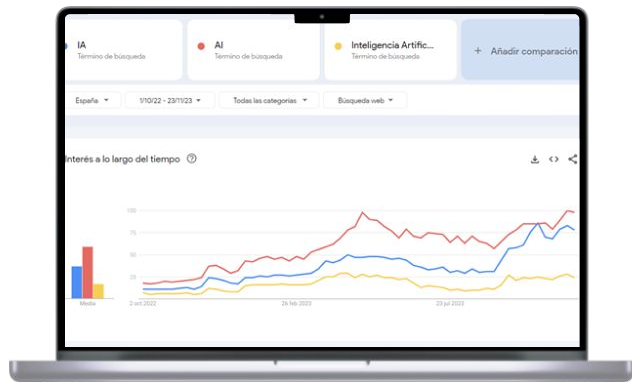 IA
Término de búsqueda
AI
Término de búsqueda
Inteligencia Artific...
Término de búsqueda
+ Añadir comparación
España
1/10/22 - 23/11/23
Todas las categorías
Búsqueda web
Interés a lo largo del tiempo
100
75
50
25
Media
2 oct 2022
26 feb 2023
23 jul 2023